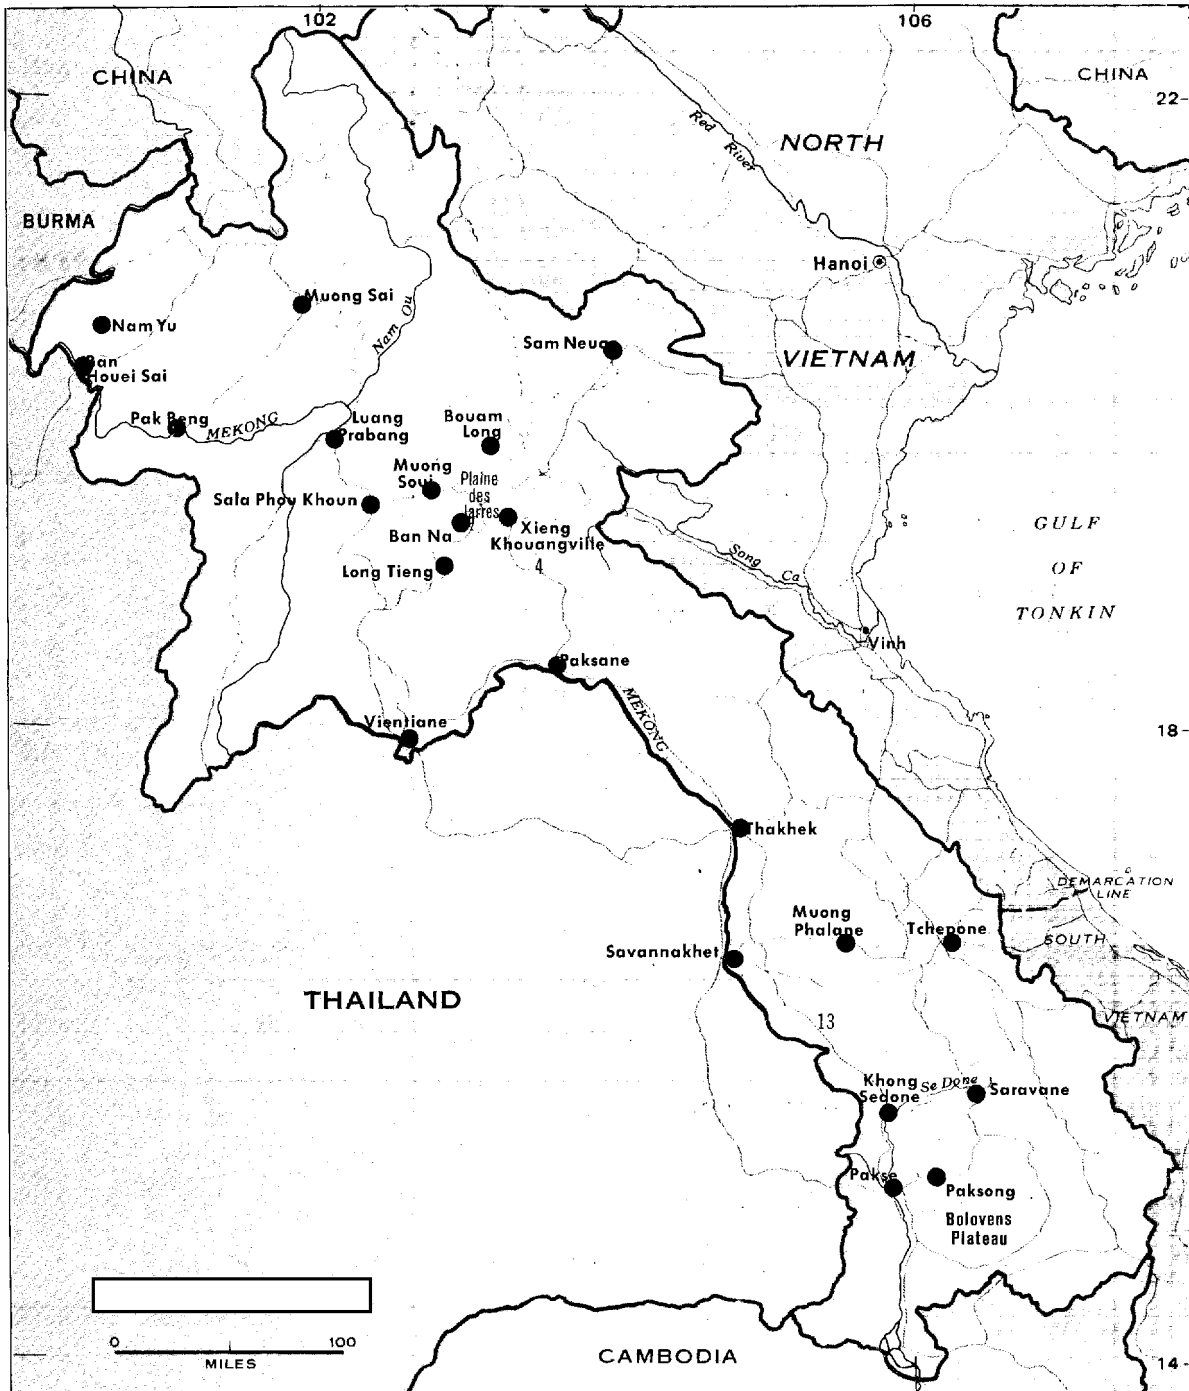 102
106
CHINA
CHINA
22
Red
River
NORTH
BURMA
Hanoi
Muong Sai
Nam Ou
Nam Yu
Sam Neua
VIETNAM
Ban
Houei Sai
Pak Beng
MEKONG
Luang
Prabang
Bouam
Long
Muong
Soui
Plaine
des
Jarres
Sala Phou Khoun
Ban Na
Xieng
Khouangville
Long Tieng
4
GULF
OF
TONKIN
Song
Ca
Vinh
Paksane
MEKONG
Vientiane
18
Thakhek
DEMARCATION
LINE
Muong
Phalane
Tchepone
SOUTH
Savannakhet
THAILAND
VIETNAM
13
Khong
Sedone
Se Done
Saravane
Pakse
Paksong
Bolovens
Plateau
0
100
MILES
CAMBODIA
14